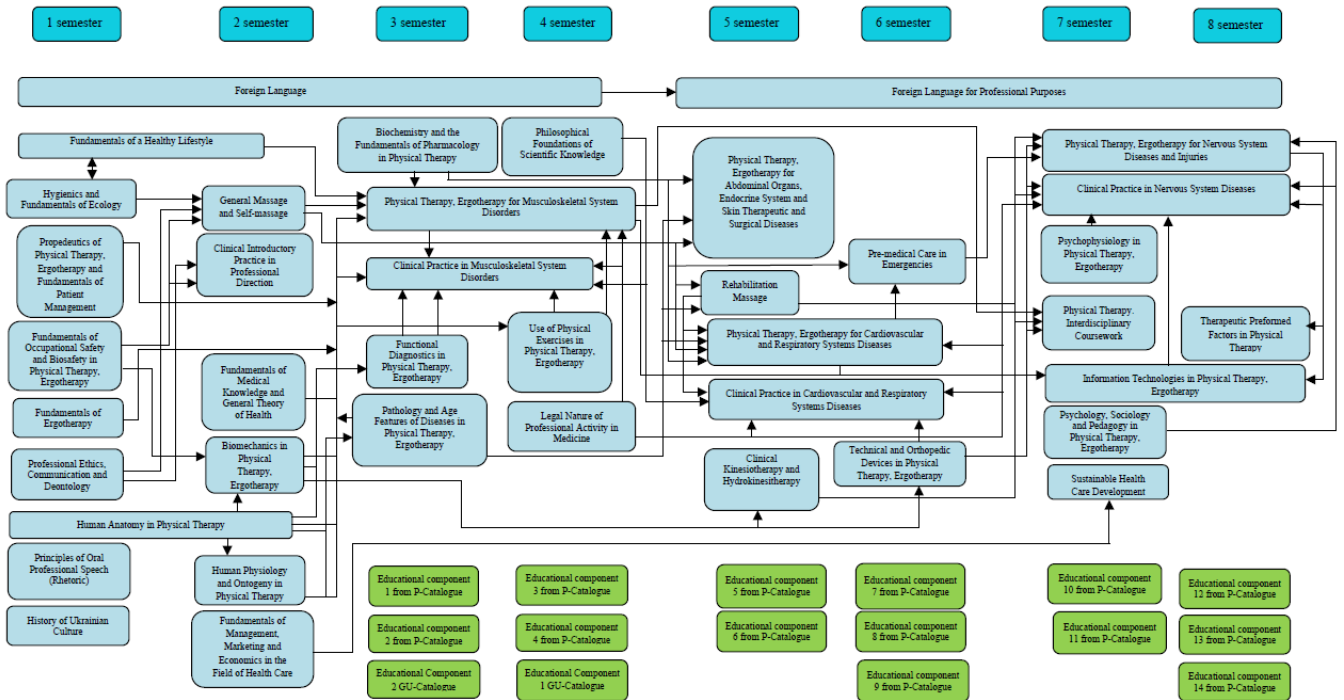 1 semester
2 semester
3 semester
4 semester
5 semester
6 semester
7 semester
8 semester
Foreign Language
Foreign Language for Professional Purposes
Fundamentals of a Healthy Lifestyle
Hygienics and
Fundamentals of Ecology
Propedeutics of
Physical Therapy,
Ergotherapy and
Fundamentals of
Patient
Management
Fundamentals of
Occupational Safety
and Biosafety in
Physical Therapy,
Ergotherapy
Fundamentals of
Ergotherapy
Professional Ethics,
Communication and
Deontology
Human Anatomy in Physical Therapy
Principles of Oral
Professional Speech
(Rhetoric)
History of Ukrainian
Culture
General Massage
and Self-massage
Clinical Introductory
Practice in
Professional
Direction
Fundamentals of
Medical
Knowledge and
General Theory of
Health
Biomechanics in
Physical
Therapy,
Ergotherapy
Human Physiology
and Ontogeny in
Physical Therapy
Fundamentals of
Management,
Marketing and
Economics in the
Field of Health Care
Biochemistry and the
Fundamentals of Pharmacology
in Physical Therapy
Philosophical
Foundations of
Scientific Knowledge
Physical Therapy, Ergotherapy for Musculoskeletal System
Disorders
Clinical Practice in Musculoskeletal System
Disorders
Functional
Diagnostics in
Physical Therapy,
Ergotherapy
Use of Physical
Exercises in
Physical Therapy,
Ergotherapy
Pathology and Age
Features of Diseases in
Physical Therapy,
Ergotherapy
Legal Nature of
Professional Activity in
Medicine
Educational component
1 from P-Catalogue
Educational component
2 from P-Catalogue
Educational Component
2 GU-Catalogue
Educational component
3 from P-Catalogue
Educational component
4 from P-Catalogue
Educational Component
1 GU-Catalogue
Physical Therapy,
Ergotherapy for
Abdominal Organs,
Endocrine System and
Skin Therapeutic and
Surgical Diseases
Pre-medical Care in
Emergencies
Rehabilitation
Massage
Physical Therapy, Ergotherapy for Cardiovascular
and Respiratory Systems Diseases
Clinical Practice in Cardiovascular and Respiratory
Systems Diseases
Clinical
Kinesiotherapy and
Hydrokinesitherapy
Technical and Orthopedic
Devices in Physical
Therapy, Ergotherapy
Educational component
5 from P-Catalogue
Educational component
6 from P-Catalogue
Educational component
7 from P-Catalogue
Educational component
8 from P-Catalogue
Educational component
9 from P-Catalogue
Physical Therapy, Ergotherapy for Nervous System
Diseases and Injuries
Clinical Practice in Nervous System Diseases
Psychophysiology in
Physical Therapy,
Ergotherapy
Physical Therapy.
Interdisciplinary
Coursework
Therapeutic Preformed
Factors in Physical
Therapy
Information Technologies in Physical Therapy,
Ergotherapy
Psychology, Sociology
and Pedagogy in
Physical Therapy,
Ergotherapy
Sustainable Health
Care Development
Educational component
10 from P-Catalogue
Educational component
11 from P-Catalogue
Educational component
12 from P-Catalogue
Educational component
13 from P-Catalogue
Educational component
14 from P-Catalogue